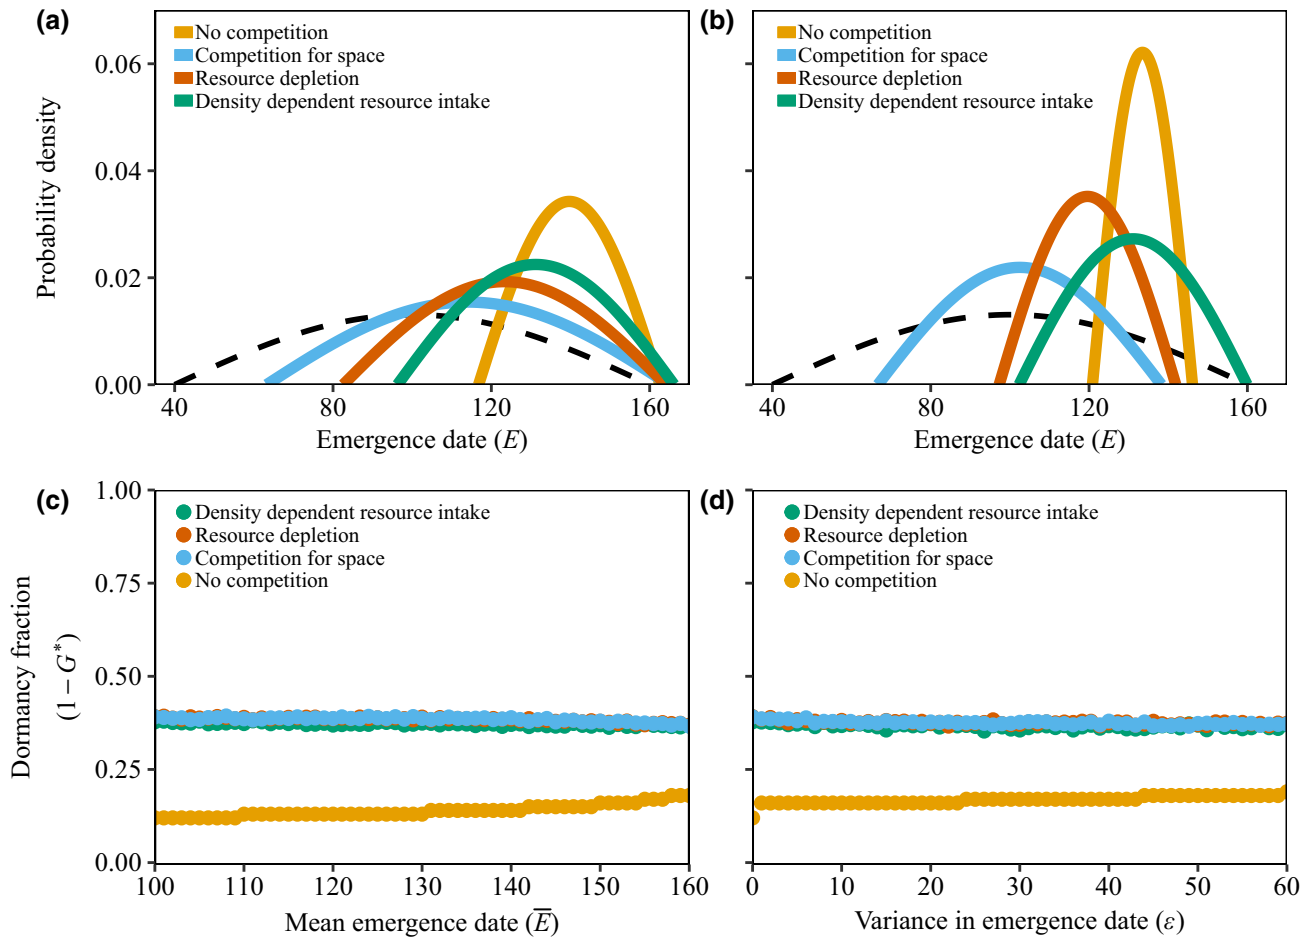 (a)
No competition
Competition for space
Resource depletion
Density dependent resource intake
0.06
0.04
0.02
0.00
Probability density
40
80
120
160
Emergence date (E)
(b)
No competition
Competition for space
Resource depletion
Density dependent resource intake
40
80
120
160
Emergence date (E)
(c)
Density dependent resource intake
Resource depletion
Competition for space
No competition
1.00
0.75
0.50
0.25
0.00
Dormancy fraction
(1 − G*)
100
110
120
130
140
150
160
Mean emergence date (E̅)
(d)
Density dependent resource intake
Resource depletion
Competition for space
No competition
0
10
20
30
40
50
60
Variance in emergence date (ε)